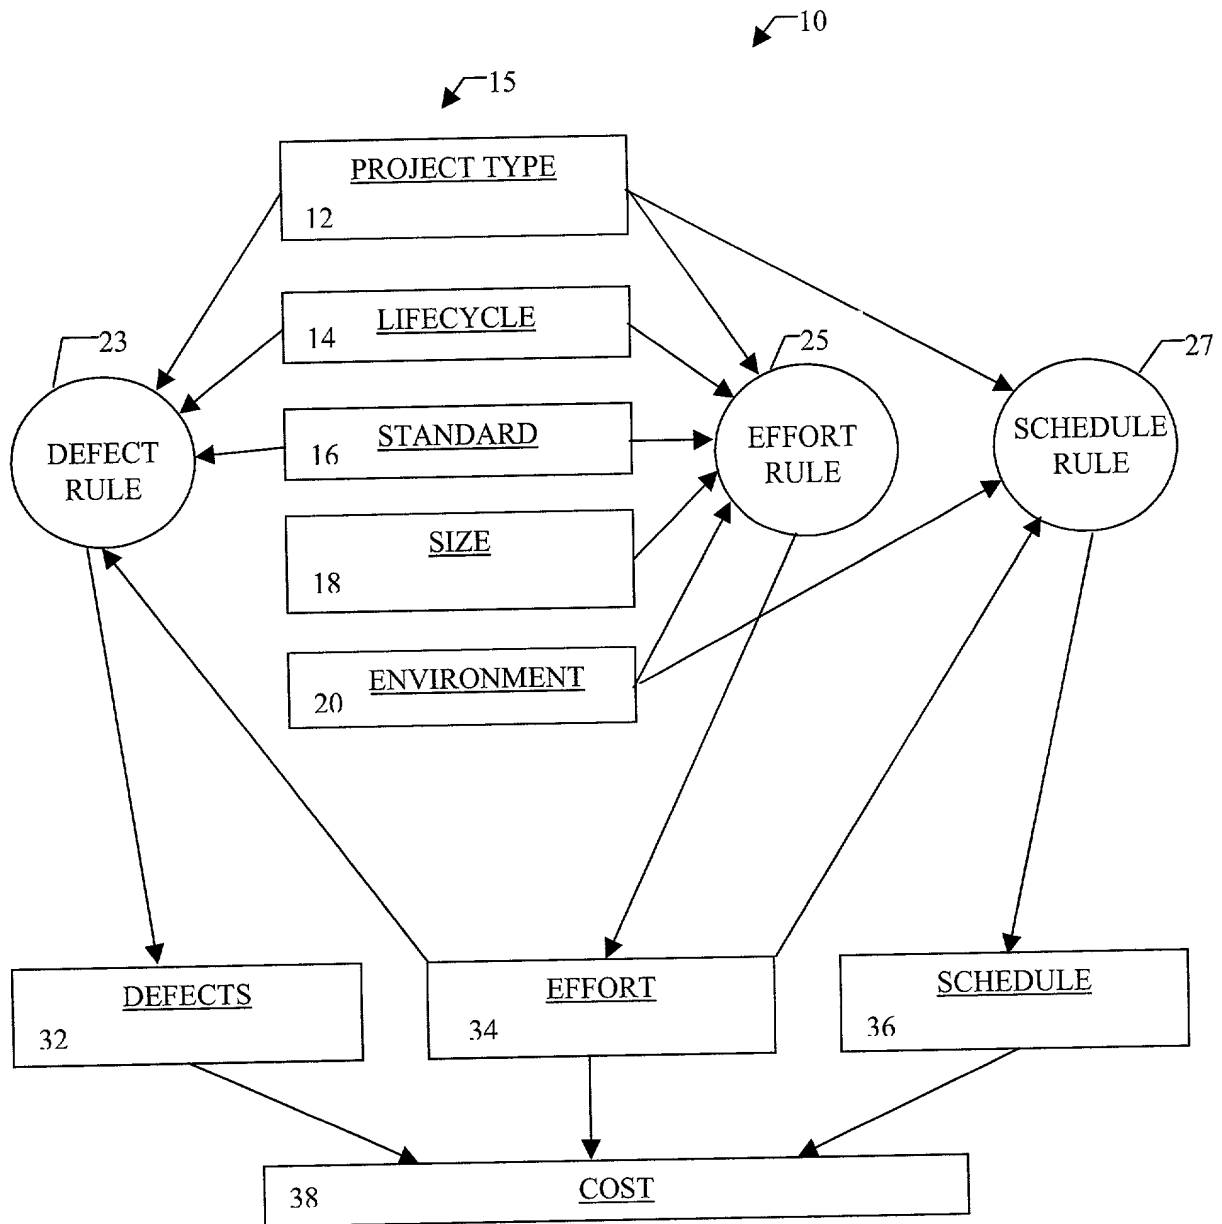 10
15
PROJECT TYPE
12
LIFECYCLE
14
23
25
27
STANDARD
16
DEFECT
RULE
EFFORT
RULE
SCHEDULE
RULE
SIZE
18
ENVIRONMENT
20
DEFECTS
32
EFFORT
34
SCHEDULE
36
COST
38